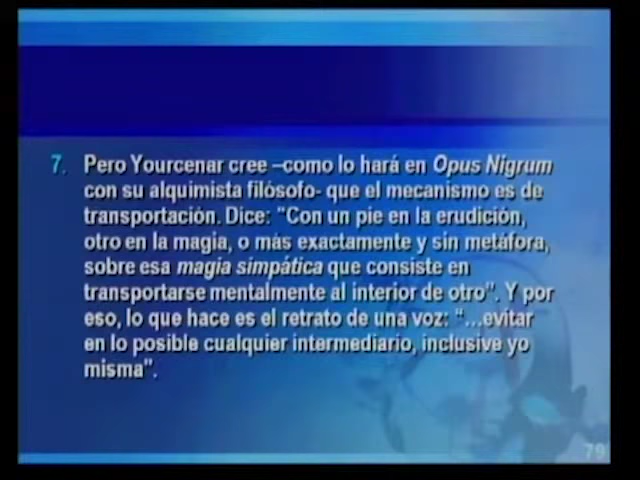 7. Pero Yourcenar cree –como lo hará en Opus Nigrum
con su alquimista filósofo- que el mecanismo es de
transportación. Dice: "Con un pie en la erudición,
otro en la magia, o más exactamente y sin metáfora,
sobre esa magia simpática que consiste en
transportarse mentalmente al interior de otro". Y por
eso, lo que hace es el retrato de una voz: “...evitar
en lo posible cualquier intermediario, inclusive yo
misma”.
79